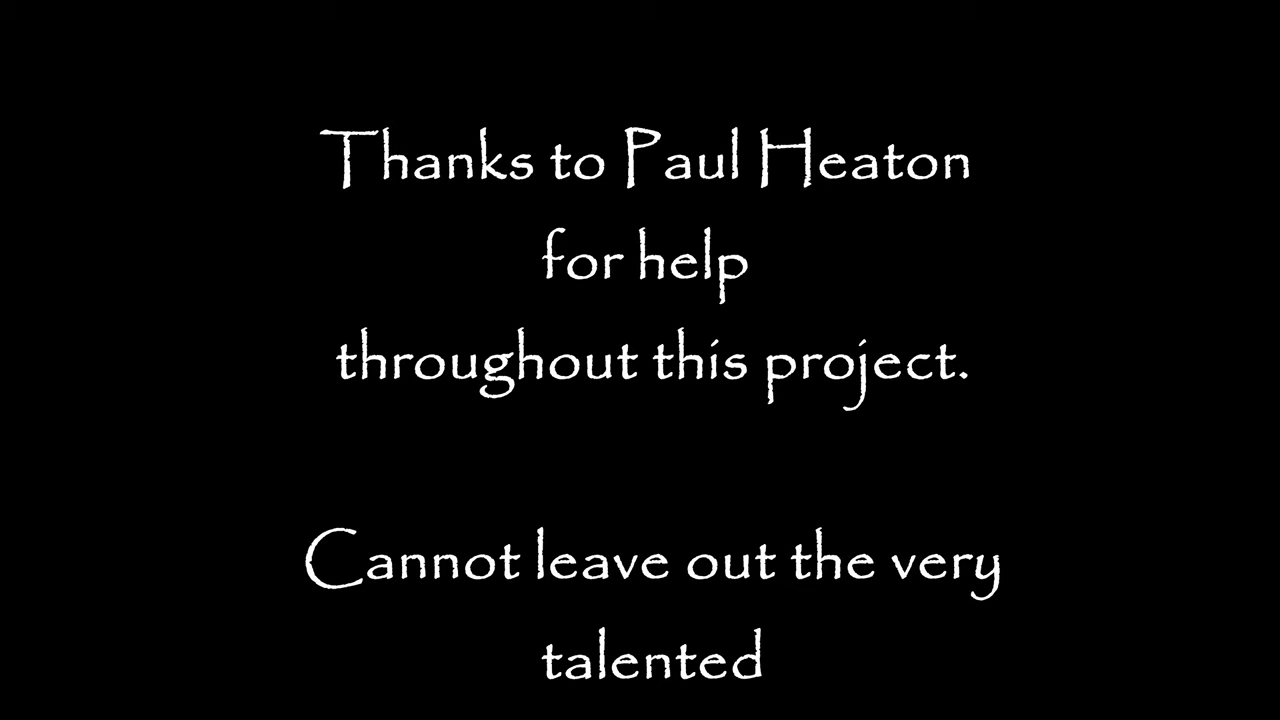 Thanks to Paul Heaton
for help
throughout this project.
Cannot leave out the very
talented